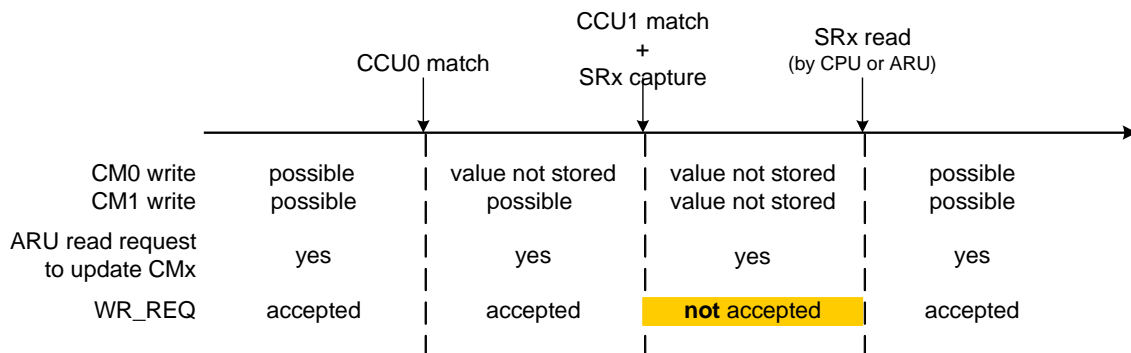 CCU0 match
CCU1 match
+
SRx capture
SRx read
(by CPU or ARU)
CM0 write possible value not stored value not stored possible
CM1 write possible possible value not stored possible
ARU read request
to update CMx
yes yes yes yes
WR_REQ accepted accepted not accepted accepted